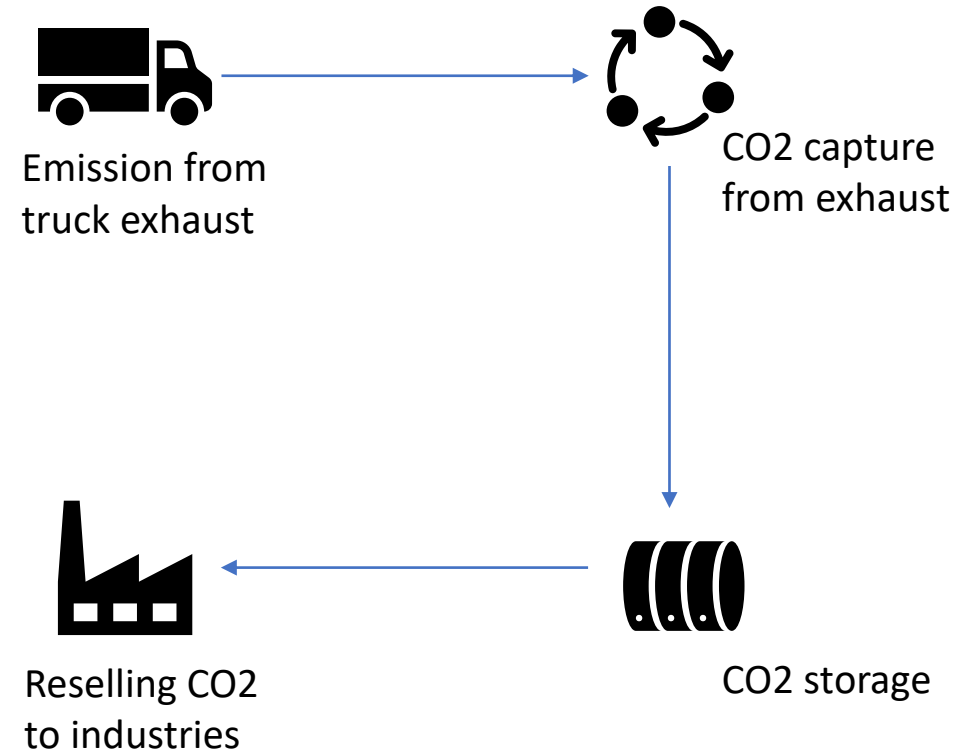 Emission from
truck exhaust
CO2 capture
from exhaust
Reselling CO2
to industries
CO2 storage